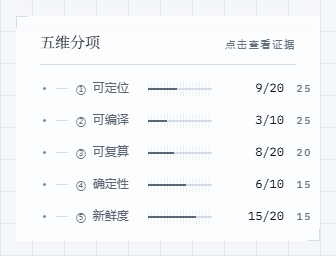 五维分项 点击查看证据
① 可定位 9/20 25
② 可编译 3/10 25
③ 可复算 8/20 20
④ 确定性 6/10 15
⑤ 新鲜度 15/20 15